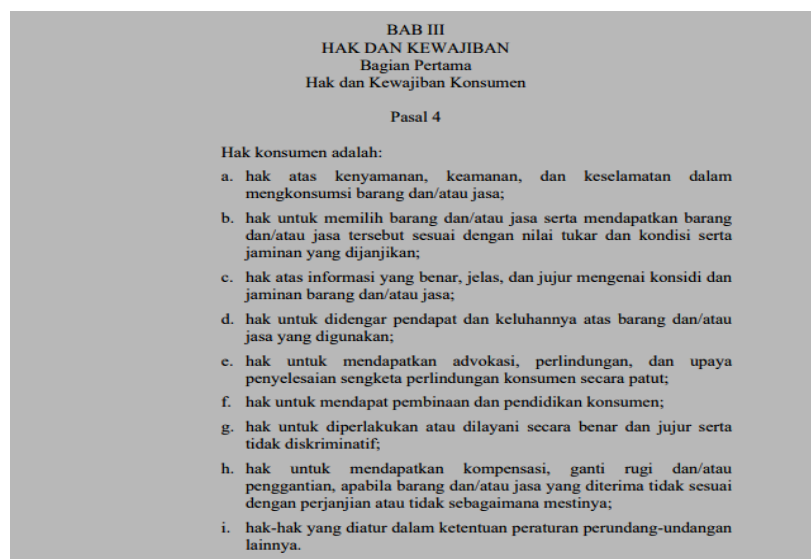 BAB III
HAK DAN KEWAJIBAN
Bagian Pertama
Hak dan Kewajiban Konsumen
Pasal 4
Hak konsumen adalah:
a. hak atas kenyamanan, keamanan, dan keselamatan dalam
mengkonsumsi barang dan/atau jasa;
b. hak untuk memilih barang dan/atau jasa serta mendapatkan barang
dan/atau jasa tersebut sesuai dengan nilai tukar dan kondisi serta
jaminan yang dijanjikan;
c. hak atas informasi yang benar, jelas, dan jujur mengenai konsidi dan
jaminan barang dan/atau jasa;
d. hak untuk didengar pendapat dan keluhannya atas barang dan/atau
jasa yang digunakan;
e. hak untuk mendapatkan advokasi, perlindungan, dan upaya
penyelesaian sengketa perlindungan konsumen secara patut;
f. hak untuk mendapat pembinaan dan pendidikan konsumen;
g. hak untuk diperlakukan atau dilayani secara benar dan jujur serta
tidak diskriminatif;
h. hak untuk mendapatkan kompensasi, ganti rugi dan/atau
penggantian, apabila barang dan/atau jasa yang diterima tidak sesuai
dengan perjanjian atau tidak sebagaimana mestinya;
i. hak-hak yang diatur dalam ketentuan peraturan perundang-undangan
lainnya.